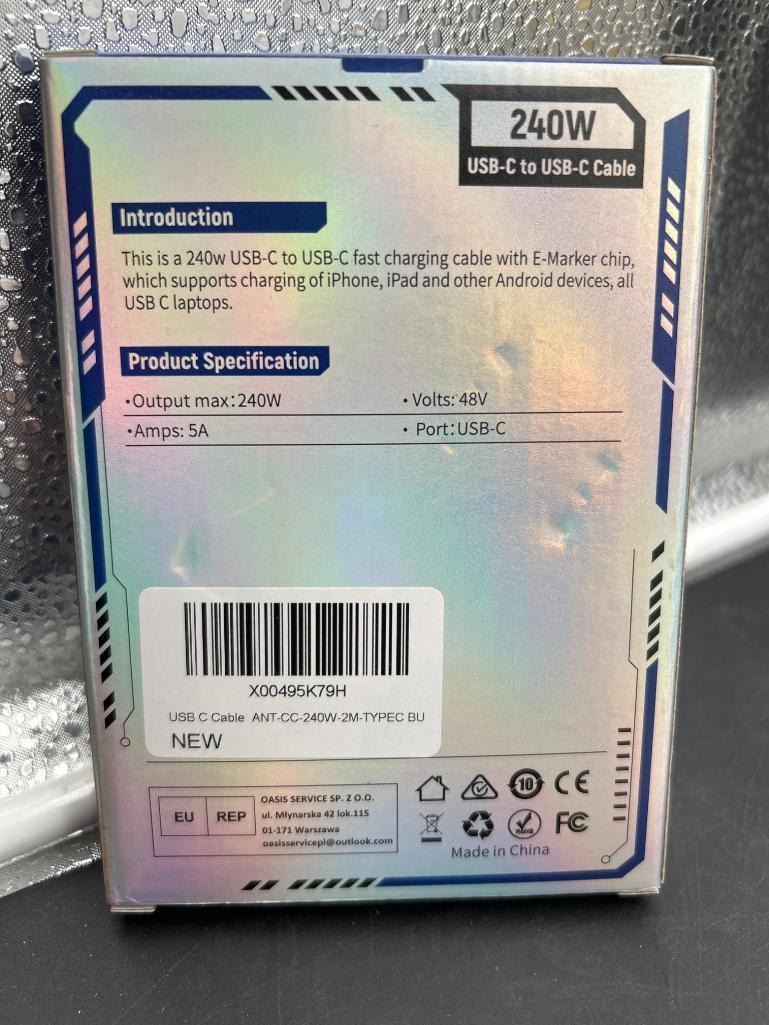 240W
USB-C to USB-C Cable
Introduction
This is a 240w USB-C to USB-C fast charging cable with E-Marker chip,
which supports charging of iPhone, iPad and other Android devices, all
USB C laptops.
Product Specification
·Output max:240W
· Volts: 48V
·Amps: 5A
· Port:USB-C
X00495K79H
USB C Cable ANT-CC-240W-2M-TYPEC BU
NEW
EU REP
OASIS SERVICE SP. Z O.O.
ul. Młynarska 42 lok.115
01-171 Warszawa
oasisservicepl@outlook.com
10
CE
RoHS
FC
Made in China